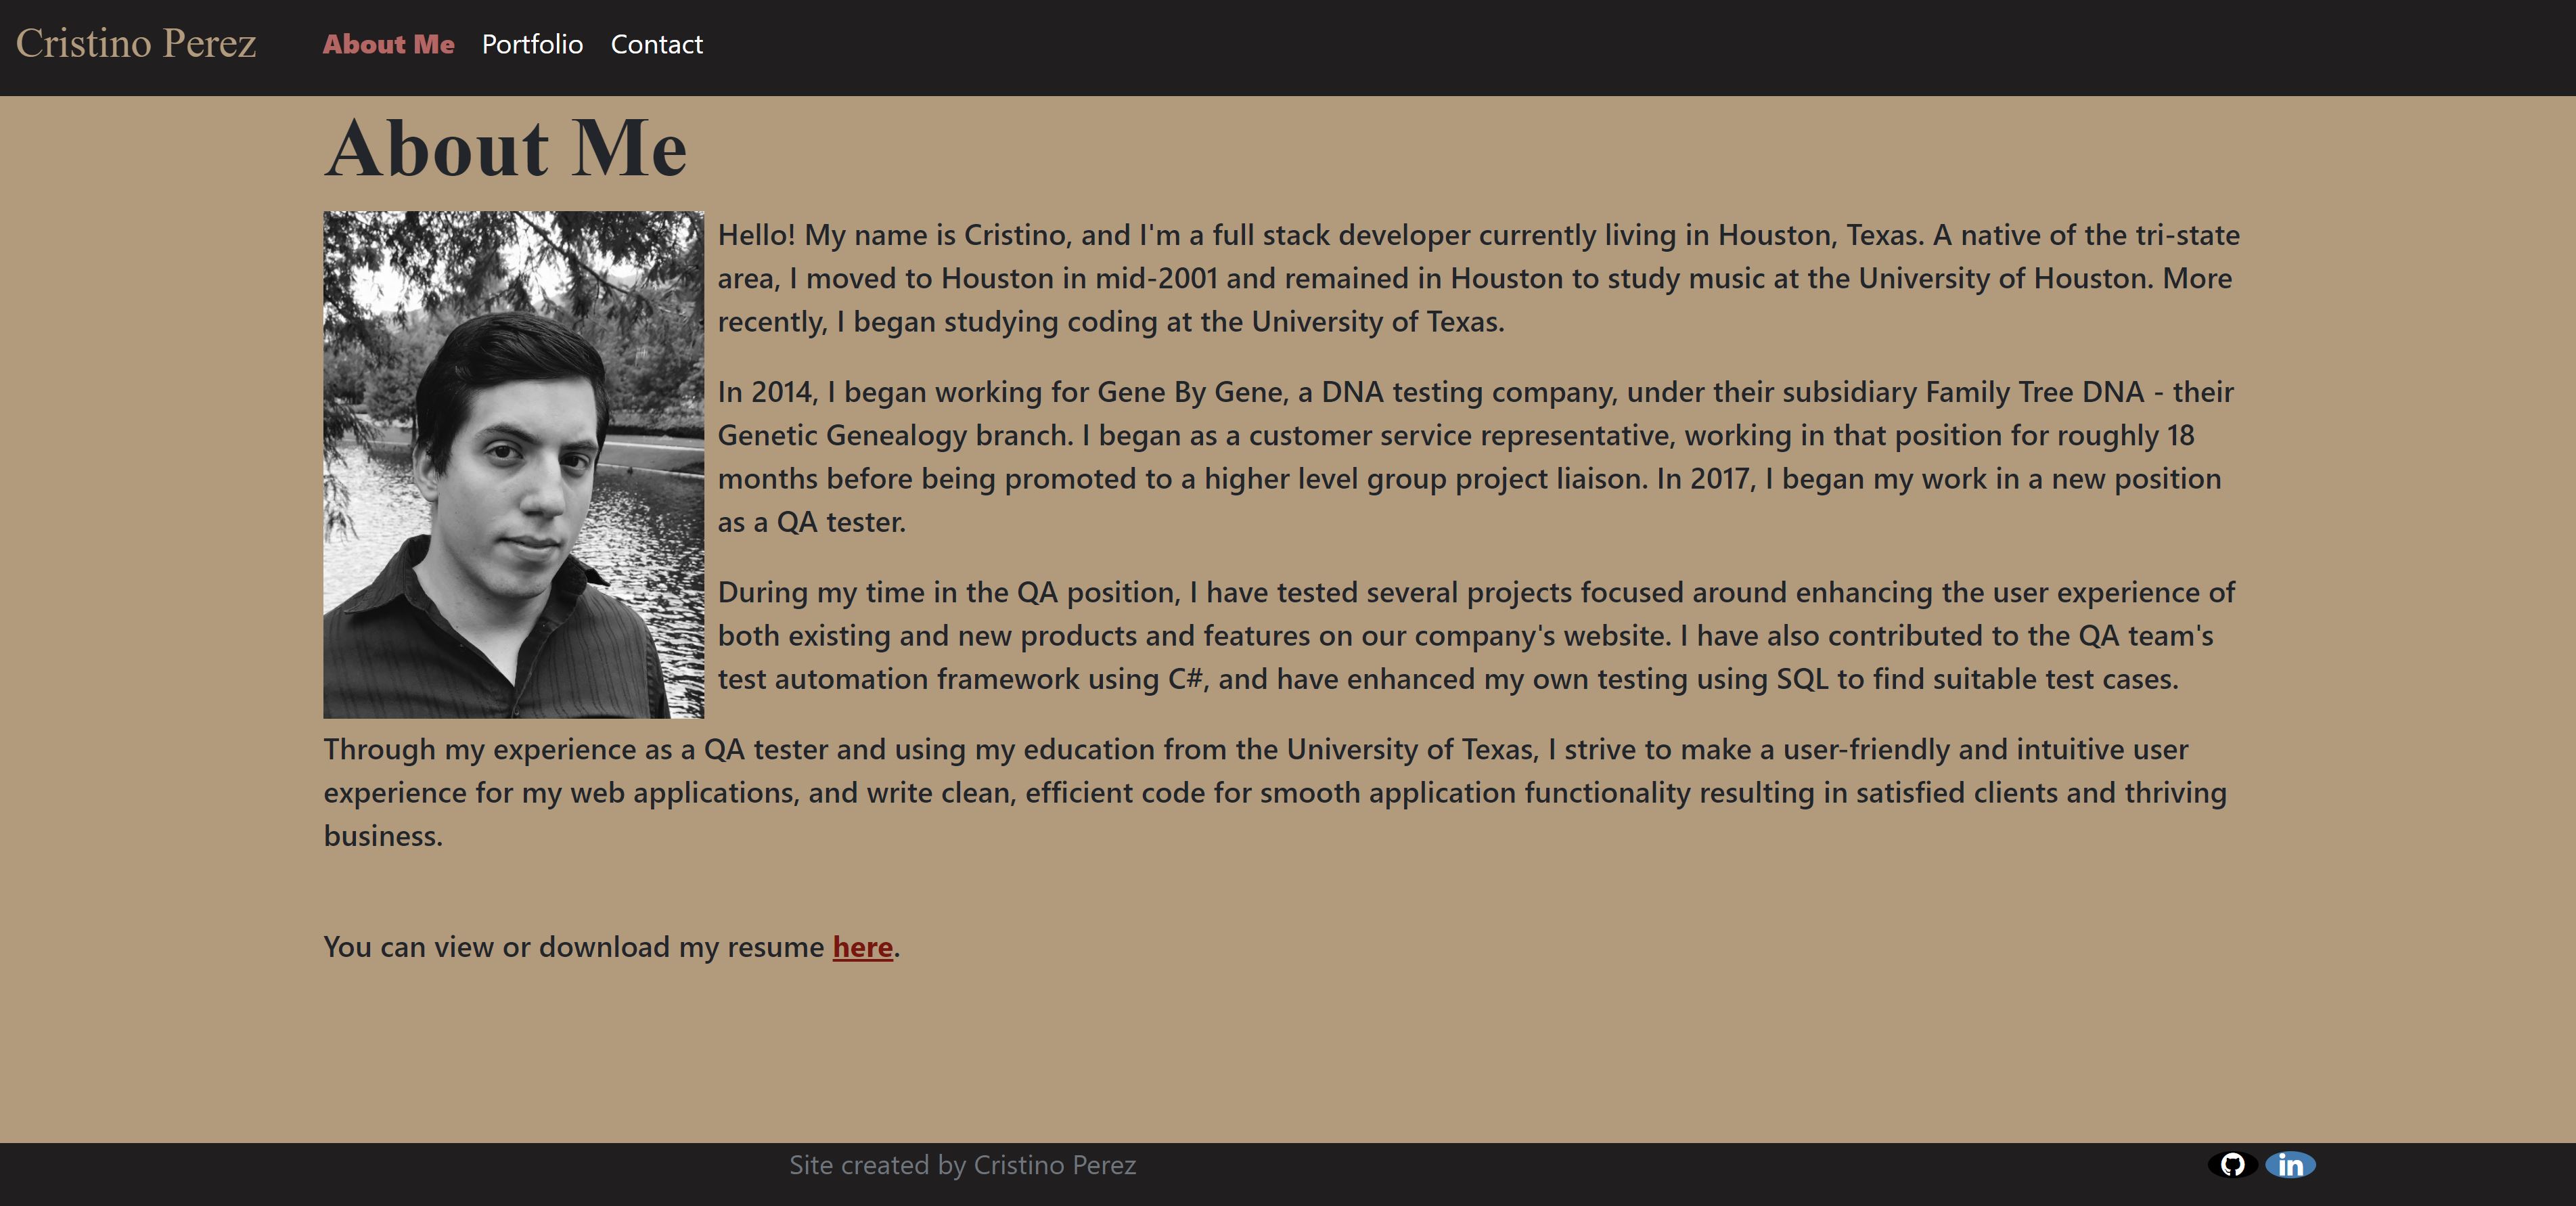 Cristino Perez
About Me Portfolio Contact
About Me
Hello! My name is Cristino, and I'm a full stack developer currently living in Houston, Texas. A native of the tri-state
area, I moved to Houston in mid-2001 and remained in Houston to study music at the University of Houston. More
recently, I began studying coding at the University of Texas.
In 2014, I began working for Gene By Gene, a DNA testing company, under their subsidiary Family Tree DNA - their
Genetic Genealogy branch. I began as a customer service representative, working in that position for roughly 18
months before being promoted to a higher level group project liaison. In 2017, I began my work in a new position
as a QA tester.
During my time in the QA position, I have tested several projects focused around enhancing the user experience of
both existing and new products and features on our company's website. I have also contributed to the QA team's
test automation framework using C#, and have enhanced my own testing using SQL to find suitable test cases.
Through my experience as a QA tester and using my education from the University of Texas, I strive to make a user-friendly and intuitive user
experience for my web applications, and write clean, efficient code for smooth application functionality resulting in satisfied clients and thriving
business.
You can view or download my resume here.
Site created by Cristino Perez
in